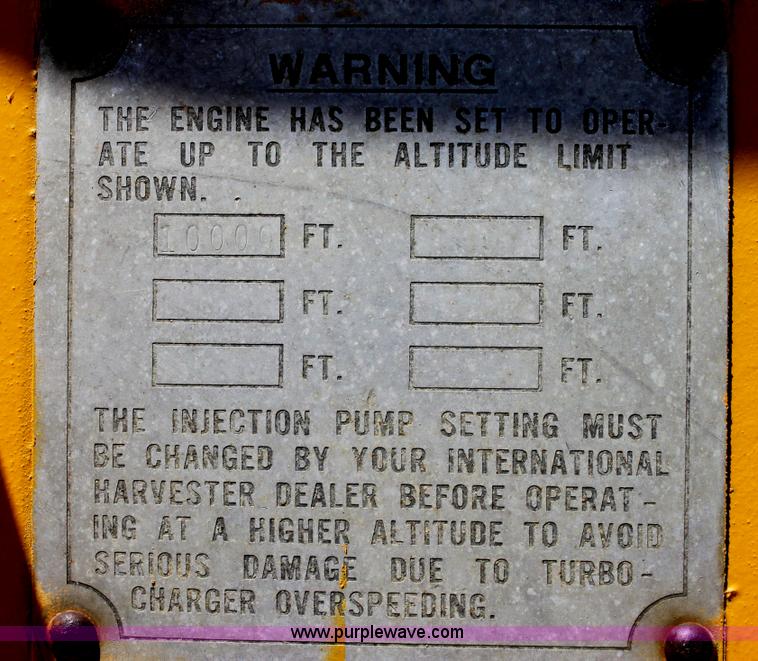 WARNING
THE ENGINE HAS BEEN SET TO OPER-
ATE UP TO THE ALTITUDE LIMIT
SHOWN.
10000 FT. FT.
FT. FT.
FT. FT.
THE INJECTION PUMP SETTING MUST
BE CHANGED BY YOUR INTERNATIONAL
HARVESTER DEALER BEFORE OPERAT-
ING AT A HIGHER ALTITUDE TO AVOID
SERIOUS DAMAGE DUE TO TURBO-
CHARGER OVERSPEEDING.
www.purplewave.com